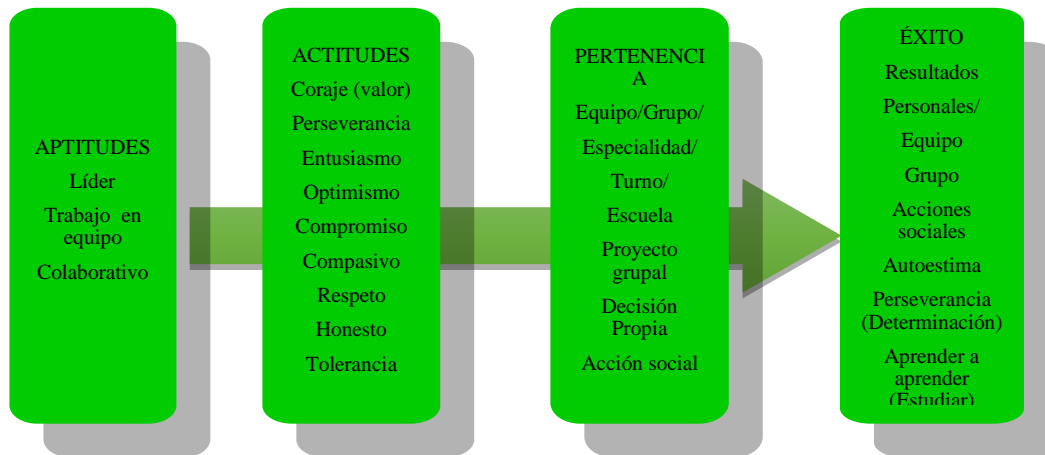 APTITUDES
Líder
Trabajo en
equipo
Colaborativo
ACTITUDES
Coraje (valor)
Perseverancia
Entusiasmo
Optimismo
Compromiso
Compasivo
Respeto
Honesto
Tolerancia
PERTENENCI
A
Equipo/Grupo/
Especialidad/
Turno/
Escuela
Proyecto
grupal
Decisión
Propia
Acción social
ÉXITO
Resultados
Personales/
Equipo
Grupo
Acciones
sociales
Autoestima
Perseverancia
(Determinación)
Aprender a
aprender
(Estudiar)